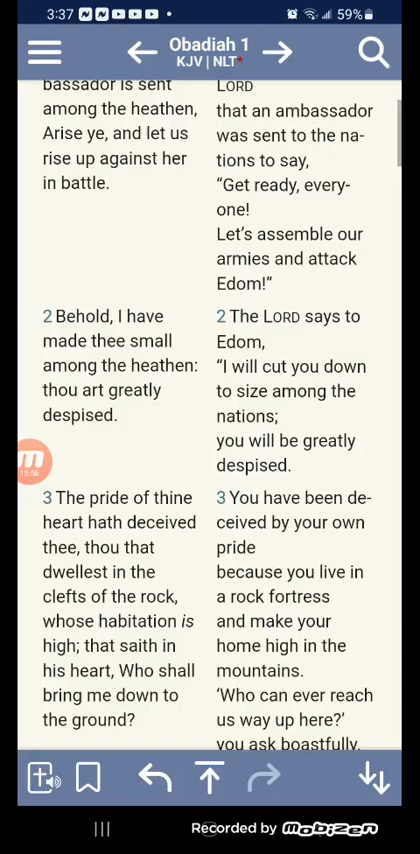 3:37
59%
Obadiah 1
KJV | NLT*
bassador is sent
among the heathen,
Arise ye, and let us
rise up against her
in battle.
2 Behold, I have
made thee small
among the heathen:
thou art greatly
despised.
3 The pride of thine
heart hath deceived
thee, thou that
dwellest in the
clefts of the rock,
whose habitation is
high; that saith in
his heart, Who shall
bring me down to
the ground?
LORD
that an ambassador
was sent to the na-
tions to say,
“Get ready, every-
one!
Let’s assemble our
armies and attack
Edom!”
2 The LORD says to
Edom,
“I will cut you down
to size among the
nations;
you will be greatly
despised.
3 You have been de-
ceived by your own
pride
because you live in
a rock fortress
and make your
home high in the
mountains.
‘Who can ever reach
us way up here?’
you ask boastfully.
m
15:56
Recorded by mobizen